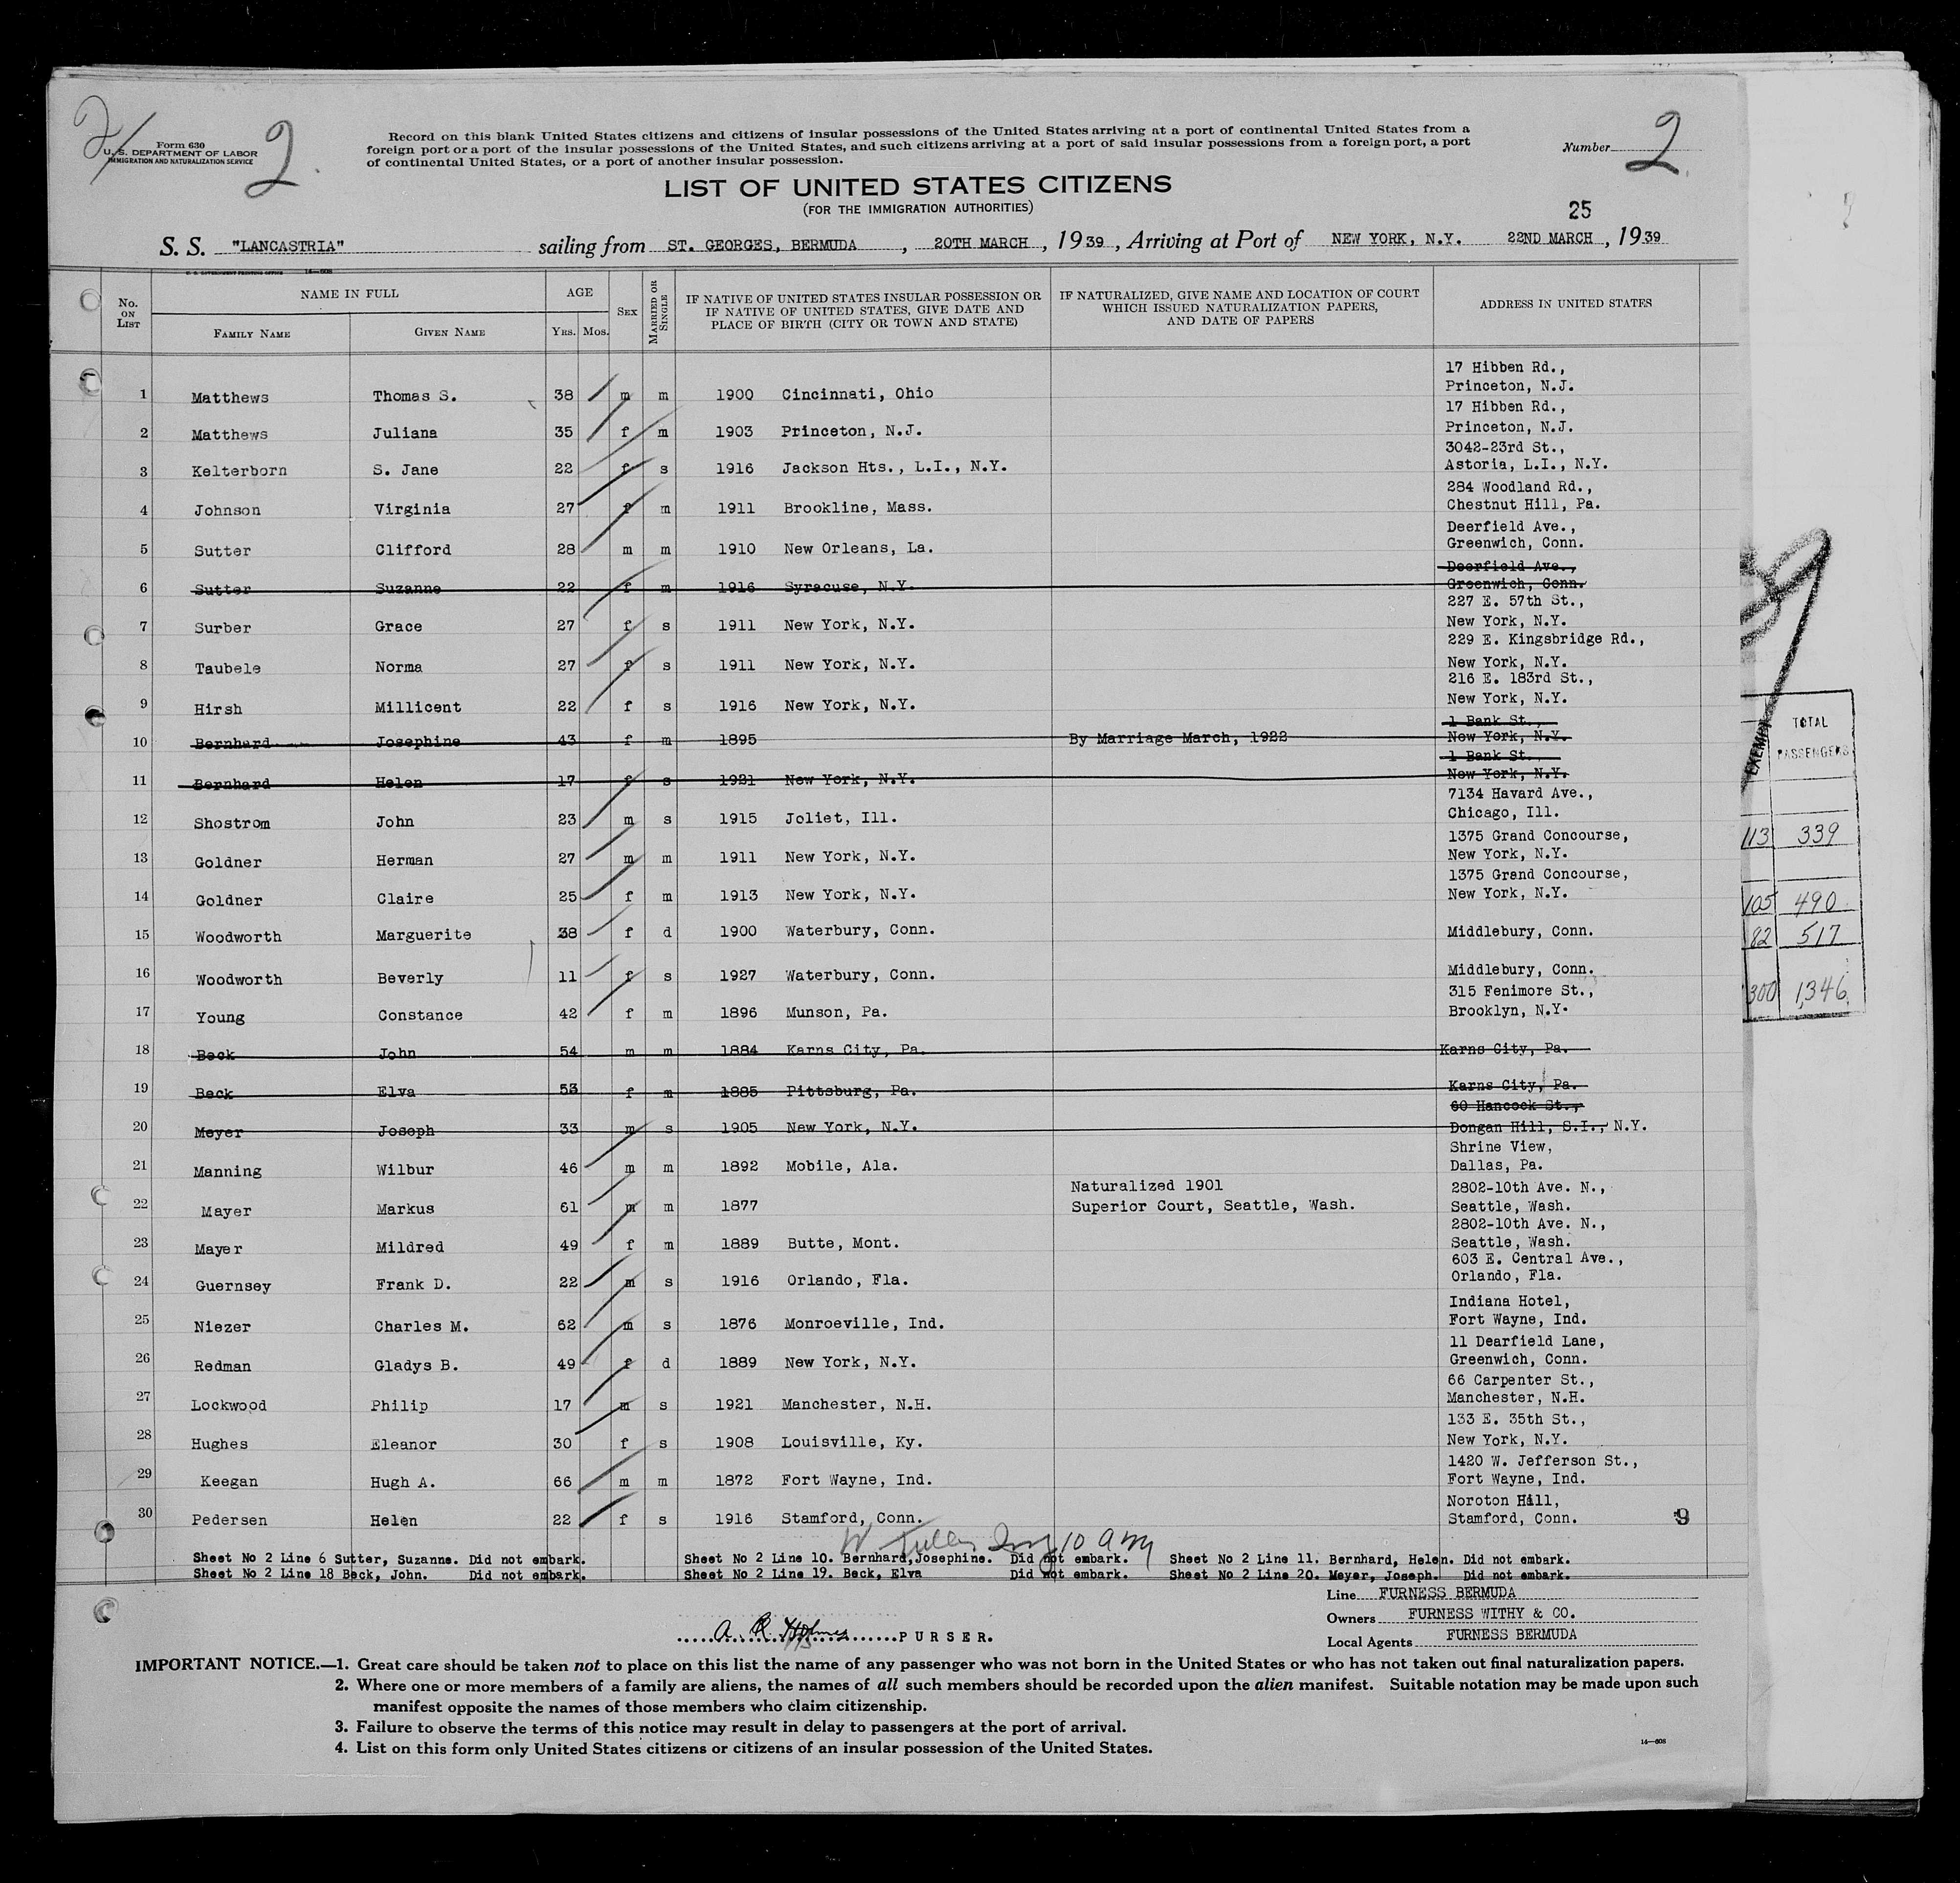 2/
Form 630
U. S. DEPARTMENT OF LABOR
IMMIGRATION AND NATURALIZATION SERVICE
2.
Record on this blank United States citizens and citizens of insular possessions of the United States arriving at a port of continental United States from a
foreign port or a port of the insular possessions of the United States, and such citizens arriving at a port of said insular possessions from a foreign port, a port
of continental United States, or a port of another insular possession.
Number 2.
LIST OF UNITED STATES CITIZENS
(FOR THE IMMIGRATION AUTHORITIES)
25
S. S. "LANCASTRIA" sailing from ST. GEORGES, BERMUDA, 20TH MARCH, 1939, Arriving at Port of NEW YORK, N.Y. 22ND MARCH, 1939
U. S. GOVERNMENT PRINTING OFFICE 14—608
No. ON LIST
NAME IN FULL
FAMILY NAME
GIVEN NAME
AGE
YRS. MOS.
SEX
MARRIED OR SINGLE
IF NATIVE OF UNITED STATES INSULAR POSSESSION OR
IF NATIVE OF UNITED STATES, GIVE DATE AND
PLACE OF BIRTH (CITY OR TOWN AND STATE)
IF NATURALIZED, GIVE NAME AND LOCATION OF COURT
WHICH ISSUED NATURALIZATION PAPERS,
AND DATE OF PAPERS
ADDRESS IN UNITED STATES
17 Hibben Rd.,
1 Matthews Thomas S. 38 m m 1900 Cincinnati, Ohio Princeton, N.J.
17 Hibben Rd.,
2 Matthews Juliana 35 f m 1903 Princeton, N.J. Princeton, N.J.
3042-23rd St.,
3 Kelterborn S. Jane 22 f s 1916 Jackson Hts., L.I., N.Y. Astoria, L.I., N.Y.
284 Woodland Rd.,
4 Johnson Virginia 27 f m 1911 Brookline, Mass. Chestnut Hill, Pa.
Deerfield Ave.,
5 Sutter Clifford 28 m m 1910 New Orleans, La. Greenwich, Conn.
Deerfield Ave.,
6 Sutter Suzanne 22 f m 1916 Syracuse, N.Y. Greenwich, Conn.
227 E. 57th St.,
7 Surber Grace 27 f s 1911 New York, N.Y. New York, N.Y.
229 E. Kingsbridge Rd.,
8 Taubele Norma 27 f s 1911 New York, N.Y. New York, N.Y.
216 E. 183rd St.,
9 Hirsh Millicent 22 f s 1916 New York, N.Y. New York, N.Y.
1 Bank St.,
10 Bernhard Josephine 43 f m 1895 By Marriage March, 1922 New York, N.Y.
1 Bank St.,
11 Bernhard Helen 17 f s 1921 New York, N.Y. New York, N.Y.
7134 Havard Ave.,
12 Shostrom John 23 m s 1915 Joliet, Ill. Chicago, Ill.
1375 Grand Concourse,
13 Goldner Herman 27 m m 1911 New York, N.Y. New York, N.Y.
1375 Grand Concourse,
14 Goldner Claire 25 f m 1913 New York, N.Y. New York, N.Y.
15 Woodworth Marguerite 38 f d 1900 Waterbury, Conn. Middlebury, Conn.
16 Woodworth Beverly 11 f s 1927 Waterbury, Conn. Middlebury, Conn.
315 Fenimore St.,
17 Young Constance 42 f m 1896 Munson, Pa. Brooklyn, N.Y.
18 Beck John 54 m m 1884 Karns City, Pa. Karns City, Pa.
19 Beck Elva 53 f m 1885 Pittsburg, Pa. Karns City, Pa.
60 Hancock St.,
20 Meyer Joseph 33 m s 1905 New York, N.Y. Dongan Hill, S.I., N.Y.
Shrine View,
21 Manning Wilbur 46 m m 1892 Mobile, Ala. Dallas, Pa.
Naturalized 1901 2802-10th Ave. N.,
22 Mayer Markus 61 m m 1877 Superior Court, Seattle, Wash. Seattle, Wash.
2802-10th Ave. N.,
23 Mayer Mildred 49 f m 1889 Butte, Mont. Seattle, Wash.
603 E. Central Ave.,
24 Guernsey Frank D. 22 m s 1916 Orlando, Fla. Orlando, Fla.
Indiana Hotel,
25 Niezer Charles M. 62 m s 1876 Monroeville, Ind. Fort Wayne, Ind.
11 Dearfield Lane,
26 Redman Gladys B. 49 f d 1889 New York, N.Y. Greenwich, Conn.
66 Carpenter St.,
27 Lockwood Philip 17 m s 1921 Manchester, N.H. Manchester, N.H.
133 E. 35th St.,
28 Hughes Eleanor 30 f s 1908 Louisville, Ky. New York, N.Y.
1420 W. Jefferson St.,
29 Keegan Hugh A. 66 m m 1872 Fort Wayne, Ind. Fort Wayne, Ind.
Noroton Hill,
30 Pedersen Helen 22 f s 1916 Stamford, Conn. Stamford, Conn. 9
10 am
Sheet No 2 Line 6 Sutter, Suzanne. Did not embark. Sheet No 2 Line 10. Bernhard,Josephine. Did not embark. Sheet No 2 Line 11. Bernhard, Helen. Did not embark.
Sheet No 2 Line 18 Beck, John. Did not embark. Sheet No 2 Line 19. Beck, Elva Did not embark. Sheet No 2 Line 20. Meyer, Joseph. Did not embark.
Line FURNESS BERMUDA
Owners FURNESS WITHY & CO.
Local Agents FURNESS BERMUDA
A. R. Holmes PURSER.
IMPORTANT NOTICE.—1. Great care should be taken not to place on this list the name of any passenger who was not born in the United States or who has not taken out final naturalization papers.
2. Where one or more members of a family are aliens, the names of all such members should be recorded upon the alien manifest. Suitable notation may be made upon such
manifest opposite the names of those members who claim citizenship.
3. Failure to observe the terms of this notice may result in delay to passengers at the port of arrival.
4. List on this form only United States citizens or citizens of an insular possession of the United States.
14—608
EXEMPT
TOTAL
PASSENGERS
113 339
105 490
82 517
300 1,346